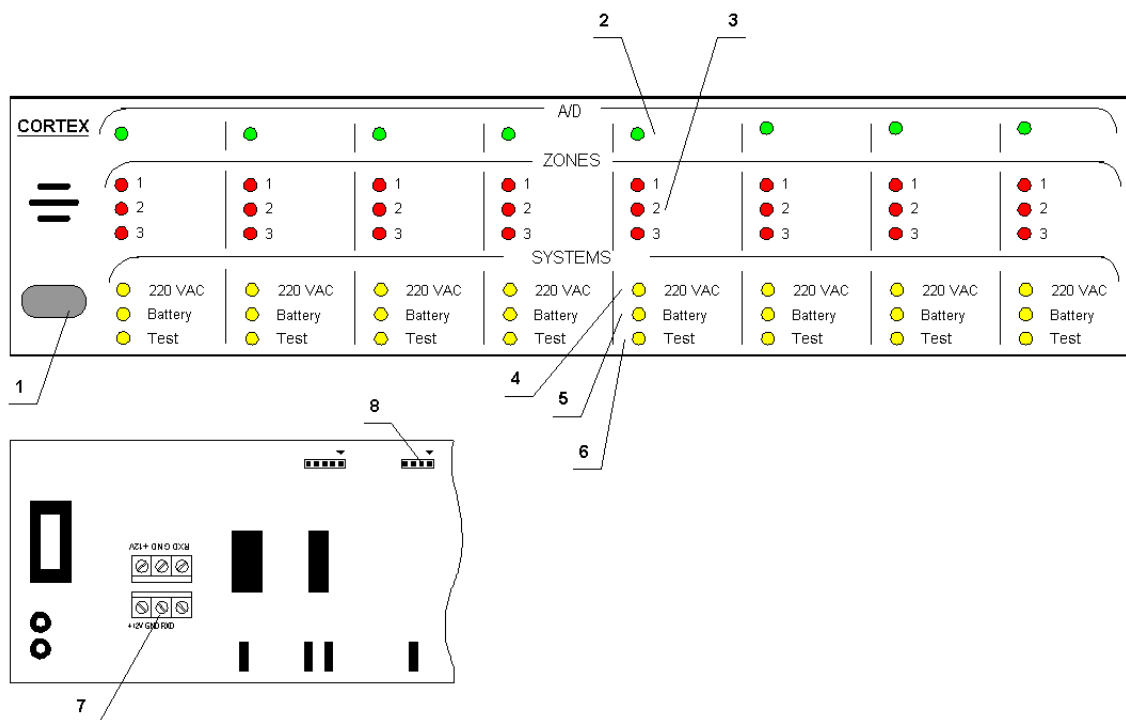 2 3
A/D
CORTEX
ZONES
1 1 1 1 1 1 1 1
2 2 2 2 2 2 2 2
3 3 3 3 3 3 3 3
SYSTEMS
220 VAC 220 VAC 220 VAC 220 VAC 220 VAC 220 VAC 220 VAC 220 VAC
Battery Battery Battery Battery Battery Battery Battery Battery
Test Test Test Test Test Test Test Test
1
4
5
6
8
RXD GND +12V
+12V GND RXD
7